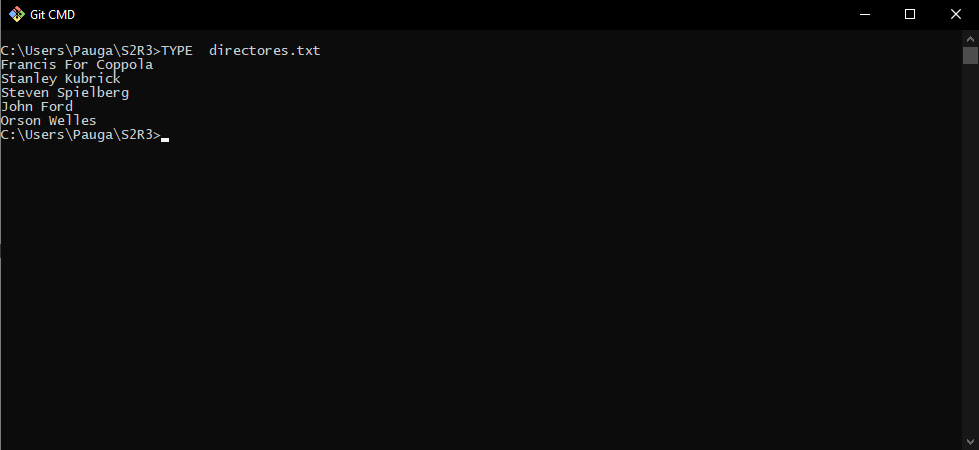 Git CMD
C:\Users\Pauga\S2R3>TYPE  directores.txt
Francis For Coppola
Stanley Kubrick
Steven Spielberg
John Ford
Orson Welles
C:\Users\Pauga\S2R3>